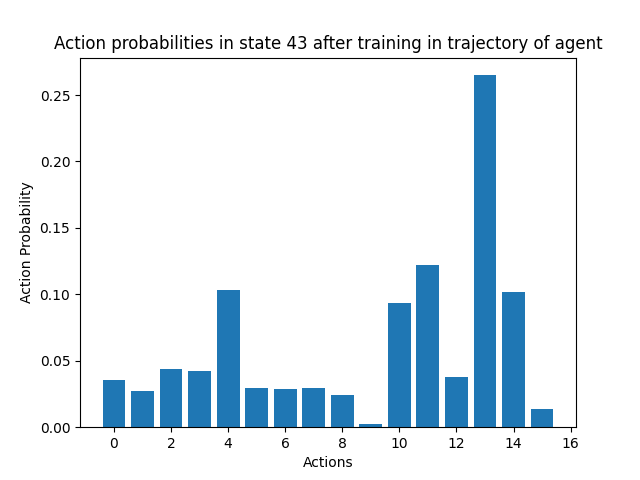 Action probabilities in state 43 after training in trajectory of agent
0.25
0.20
0.15
0.10
0.05
0.00
Action Probability
0 2 4 6 8 10 12 14 16
Actions